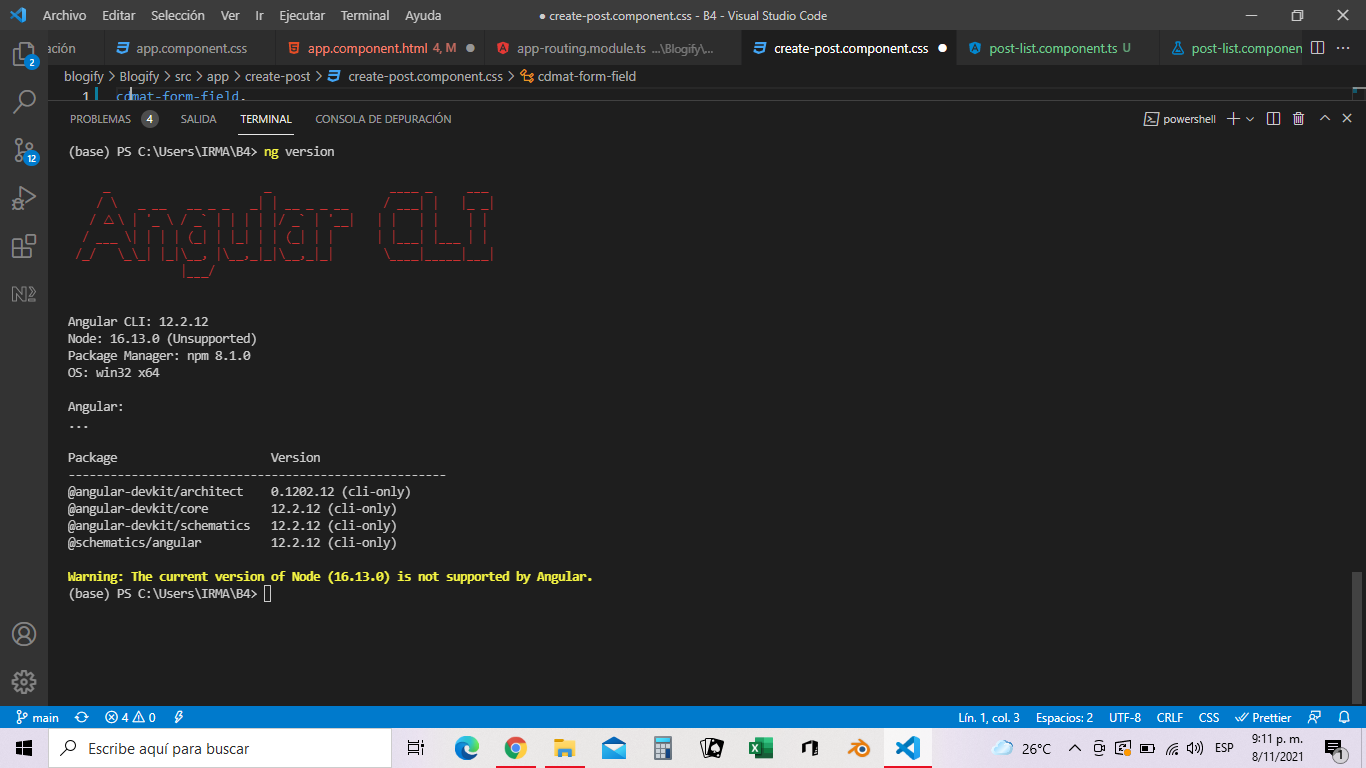 Archivo Editar Selección Ver Ir Ejecutar Terminal Ayuda ● create-post.component.css - B4 - Visual Studio Code
ación app.component.css app.component.html 4, M ● app-routing.module.ts ...\Blogify\... create-post.component.css ● post-list.component.ts U post-list.componen ...
2
blogify > Blogify > src > app > create-post > create-post.component.css > cdmat-form-field
1 cdmat-form-field,
PROBLEMAS 4 SALIDA TERMINAL CONSOLA DE DEPURACIÓN powershell
(base) PS C:\Users\IRMA\B4> ng version
12
Angular CLI
Angular CLI: 12.2.12
Node: 16.13.0 (Unsupported)
Package Manager: npm 8.1.0
OS: win32 x64
Angular:
...
Package Version
------------------------------------------------------
@angular-devkit/architect 0.1202.12 (cli-only)
@angular-devkit/core 12.2.12 (cli-only)
@angular-devkit/schematics 12.2.12 (cli-only)
@schematics/angular 12.2.12 (cli-only)
Warning: The current version of Node (16.13.0) is not supported by Angular.
(base) PS C:\Users\IRMA\B4>
main 4 0 Lín. 1, col. 3 Espacios: 2 UTF-8 CRLF CSS Prettier
Escribe aquí para buscar 26°C ESP 9:11 p. m.
8/11/2021 1